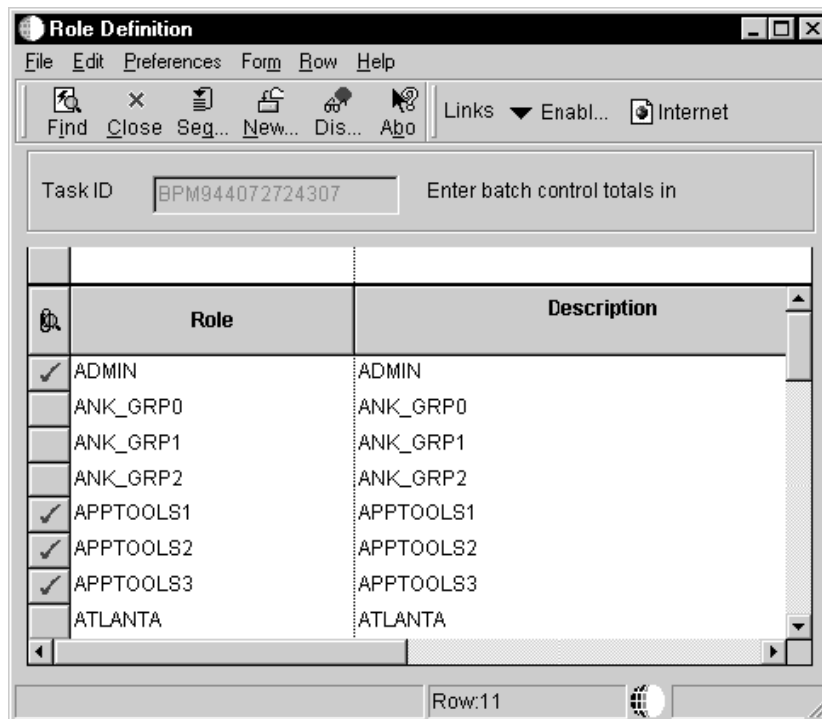 Role Definition
File Edit Preferences Form Row Help
Find Close Seq... New... Dis... Abo Links Enabl... Internet
Task ID BPM944072724307 Enter batch control totals in
Role Description
ADMIN ADMIN
ANK_GRP0 ANK_GRP0
ANK_GRP1 ANK_GRP1
ANK_GRP2 ANK_GRP2
APPTOOLS1 APPTOOLS1
APPTOOLS2 APPTOOLS2
APPTOOLS3 APPTOOLS3
ATLANTA ATLANTA
Row:11